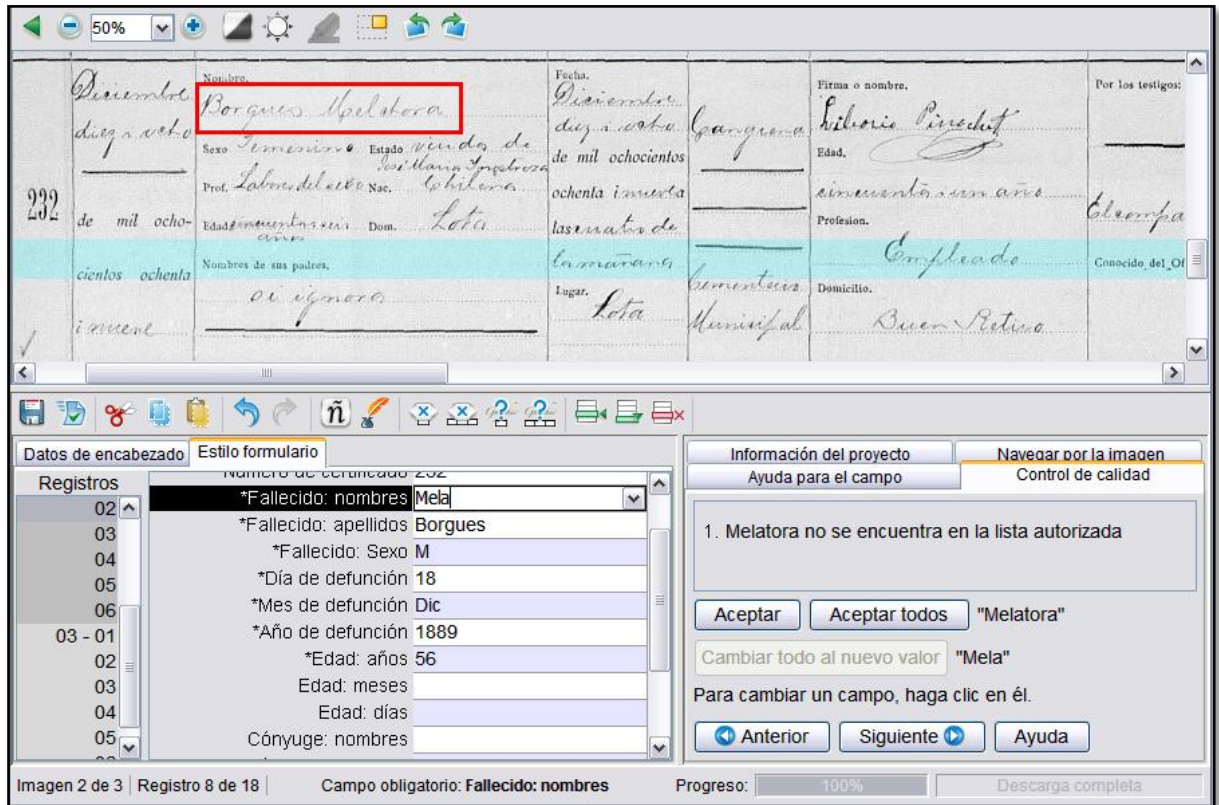 50%
Diciembre
diez i ocho
232
de mil ocho-
cientos ochenta
i nueve
Nombre.
Borgues Melatora
Sexo Femenino Estado viuda de
Prof. Labores del sexo Nac. Chilena
Edad cincuenta i seis Dom. Lota
años
Nombres de sus padres.
se ignora
Fecha.
Diciembre
diez i ocho
de mil ochocientos
ochenta i nueve
las cuatro de
la mañana
Lugar. Lota
Gangrena
Cementerio
Municipal
Firma o nombre.
Liborio Pinochet
Edad.
cincuenta i un año
Profesion.
Empleado
Domicilio.
Buen Retiro
Por los testigos:
El compa
Conocido del Of
ñ
Datos de encabezado Estilo formulario
Registros
02
03
04
05
06
03 - 01
02
03
04
05
Número de certificado 232
*Fallecido: nombres Mela
*Fallecido: apellidos Borgues
*Fallecido: Sexo M
*Día de defunción 18
*Mes de defunción Dic
*Año de defunción 1889
*Edad: años 56
Edad: meses
Edad: días
Cónyuge: nombres
Información del proyecto Navegar por la imagen
Ayuda para el campo Control de calidad
1. Melatora no se encuentra en la lista autorizada
Aceptar Aceptar todos "Melatora"
Cambiar todo al nuevo valor "Mela"
Para cambiar un campo, haga clic en él.
Anterior Siguiente Ayuda
Imagen 2 de 3 Registro 8 de 18 Campo obligatorio: Fallecido: nombres Progreso: 100% Descarga completa